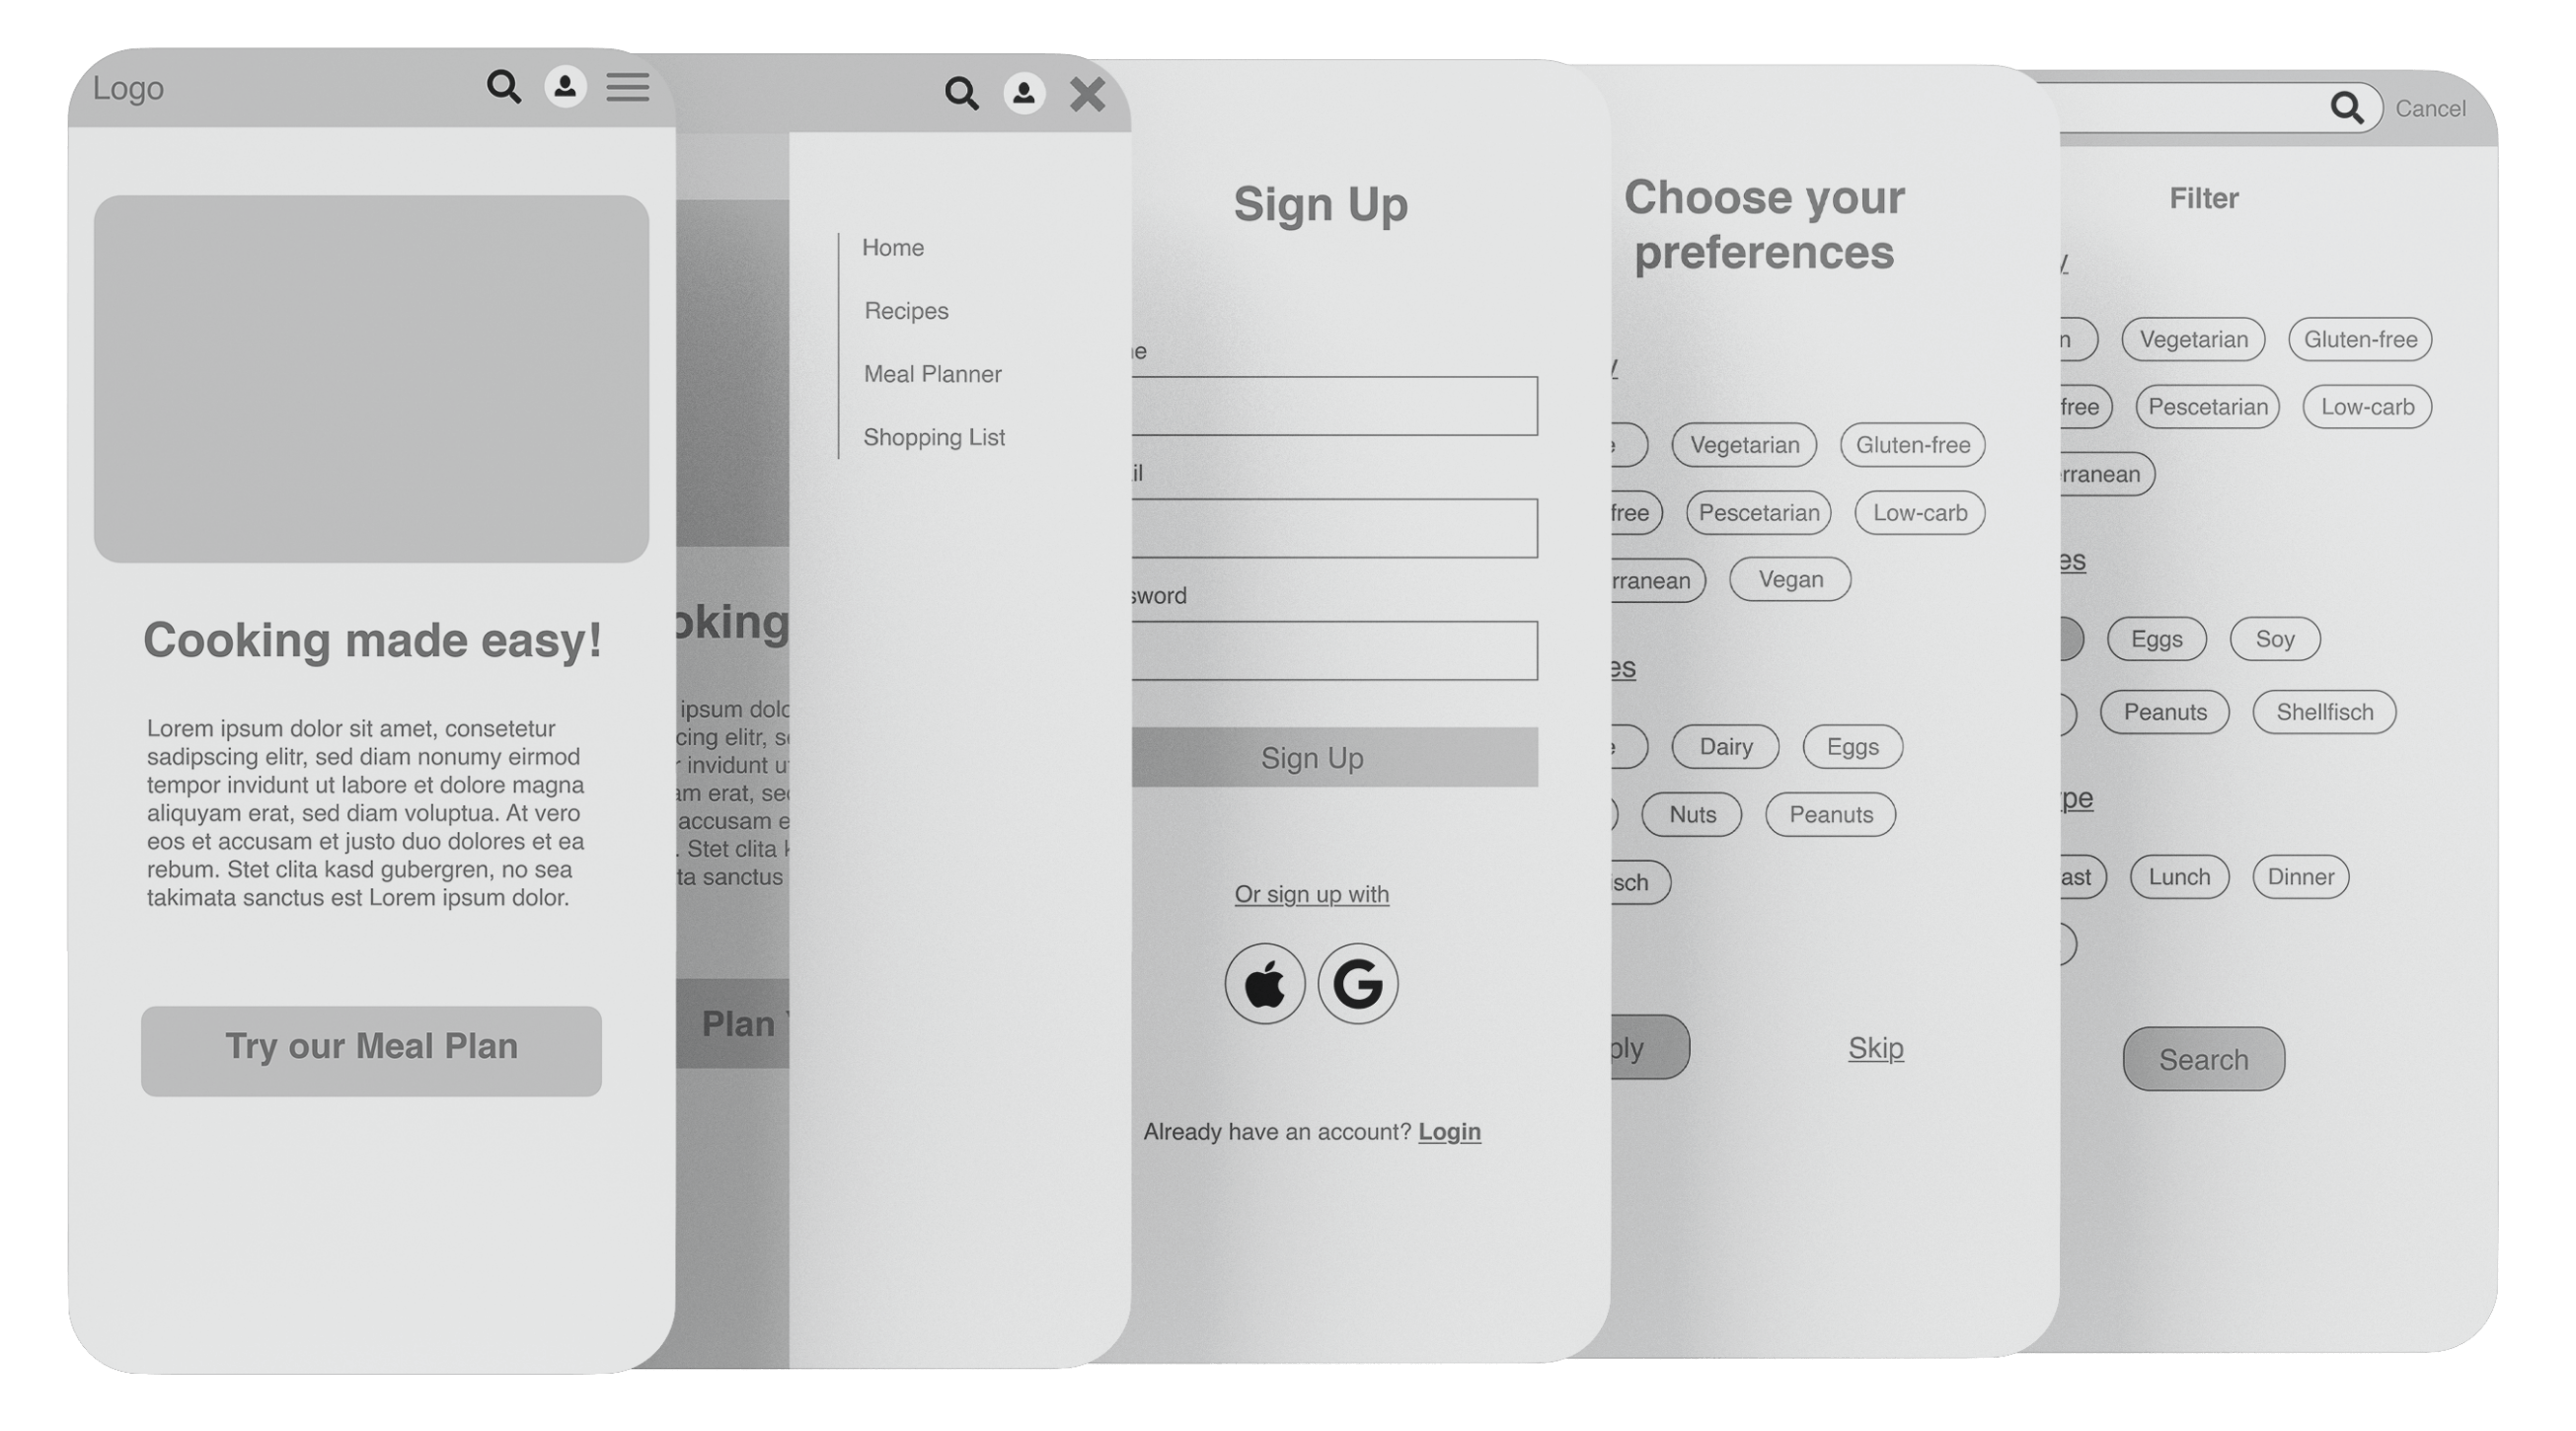 Logo
Cooking made easy!
Lorem ipsum dolor sit amet, consetetur
sadipscing elitr, sed diam nonumy eirmod
tempor invidunt ut labore et dolore magna
aliquyam erat, sed diam voluptua. At vero
eos et accusam et justo duo dolores et ea
rebum. Stet clita kasd gubergren, no sea
takimata sanctus est Lorem ipsum dolor.
Try our Meal Plan
Home
Recipes
Meal Planner
Shopping List
oking
ipsum dolo
cing elitr, se
r invidunt ut
am erat, sed
accusam e
. Stet clita k
ta sanctus
Plan Y
Sign Up
ne
il
sword
Sign Up
Or sign up with
Already have an account? Login
Choose your
preferences
y
e Vegetarian Gluten-free
free Pescetarian Low-carb
rranean Vegan
es
e Dairy Eggs
Nuts Peanuts
isch
ply Skip
Cancel
Filter
y
n Vegetarian Gluten-free
free Pescetarian Low-carb
rranean
es
Eggs Soy
Peanuts Shellfisch
pe
ast Lunch Dinner
Search